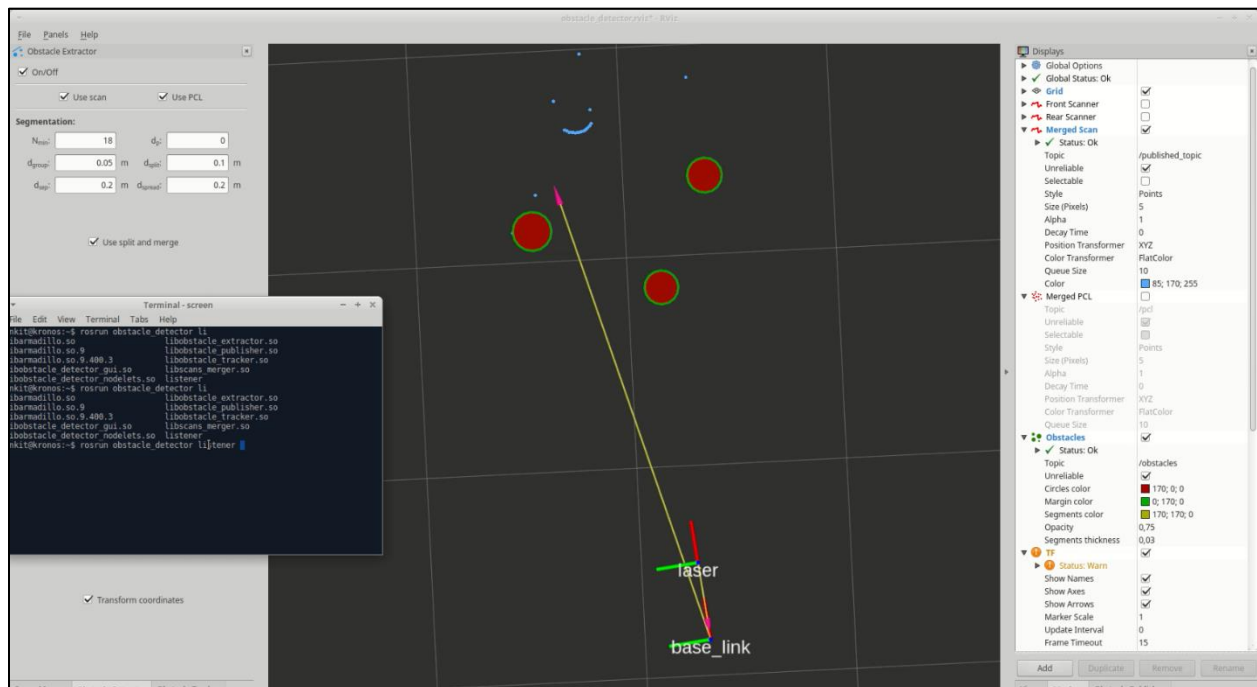 obstacle_detector.rviz* - RViz
File Panels Help
Obstacle Extractor
On/Off
Use scan Use PCL
Segmentation:
Nmin: 18 dp: 0
dgroup: 0.05 m dsplit: 0.1 m
dsep: 0.2 m dspread: 0.2 m
Use split and merge
Terminal - screen
File Edit View Terminal Tabs Help
nkit@kronos:~$ rosrun obstacle_detector li
ibarmadillo.so libobstacle_extractor.so
ibarmadillo.so.9 libobstacle_publisher.so
ibarmadillo.so.9.400.3 libobstacle_tracker.so
ibobstacle_detector_gui.so libscans_merger.so
ibobstacle_detector_nodelets.so listener
nkit@kronos:~$ rosrun obstacle_detector li
ibarmadillo.so libobstacle_extractor.so
ibarmadillo.so.9 libobstacle_publisher.so
ibarmadillo.so.9.400.3 libobstacle_tracker.so
ibobstacle_detector_gui.so libscans_merger.so
ibobstacle_detector_nodelets.so listener
nkit@kronos:~$ rosrun obstacle_detector listener
Transform coordinates
laser
base_link
Displays
Global Options
Global Status: Ok
Grid
Front Scanner
Rear Scanner
Merged Scan
Status: Ok
Topic /published_topic
Unreliable
Selectable
Style Points
Size (Pixels) 5
Alpha 1
Decay Time 0
Position Transformer XYZ
Color Transformer FlatColor
Queue Size 10
Color 85; 170; 255
Merged PCL
Topic /pcl
Unreliable
Selectable
Style Points
Size (Pixels) 5
Alpha 1
Decay Time 0
Position Transformer XYZ
Color Transformer FlatColor
Queue Size 10
Obstacles
Status: Ok
Topic /obstacles
Unreliable
Circles color 170; 0; 0
Margin color 0; 170; 0
Segments color 170; 170; 0
Opacity 0,75
Segments thickness 0,03
TF
Status: Warn
Show Names
Show Axes
Show Arrows
Marker Scale 1
Update Interval 0
Frame Timeout 15
Add Duplicate Remove Rename